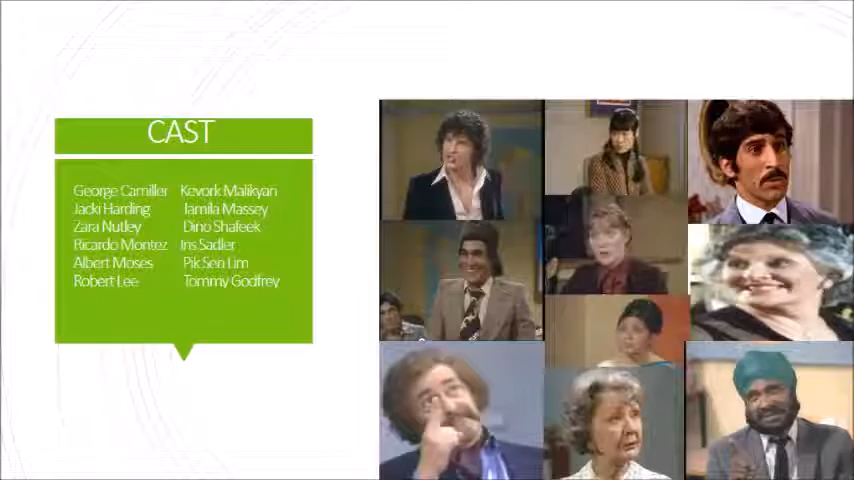 CAST
George Camiller Kevork Malikyan
Jacki Harding Jamila Massey
Zara Nutley Dino Shafeek
Ricardo Montez Iris Sadler
Albert Moses Pik Sen Lim
Robert Lee Tommy Godfrey